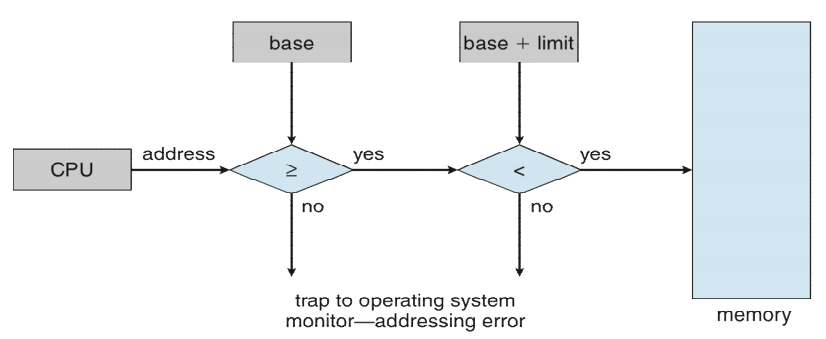 base
base + limit
CPU
address
≥
yes
<
yes
no
no
trap to operating system
monitor—addressing error
memory